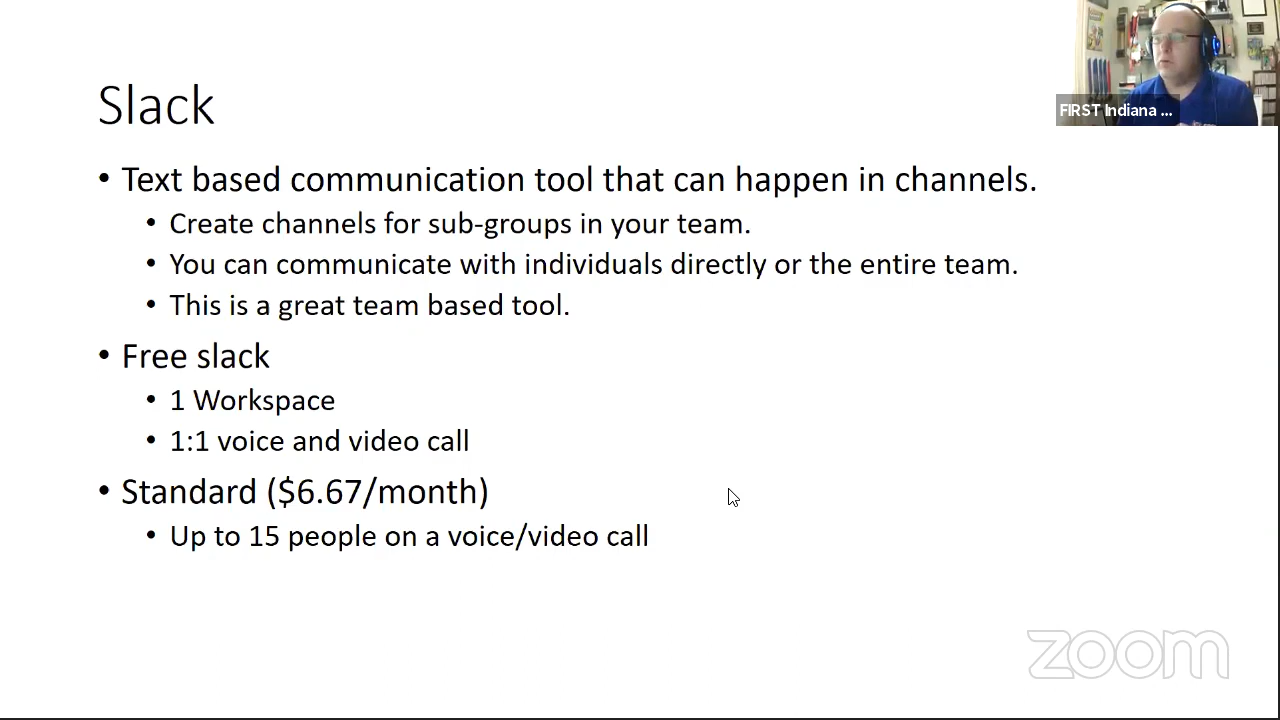 FIRST Indiana ...
Slack
• Text based communication tool that can happen in channels.
• Create channels for sub-groups in your team.
• You can communicate with individuals directly or the entire team.
• This is a great team based tool.
• Free slack
• 1 Workspace
• 1:1 voice and video call
• Standard ($6.67/month)
• Up to 15 people on a voice/video call
zoom